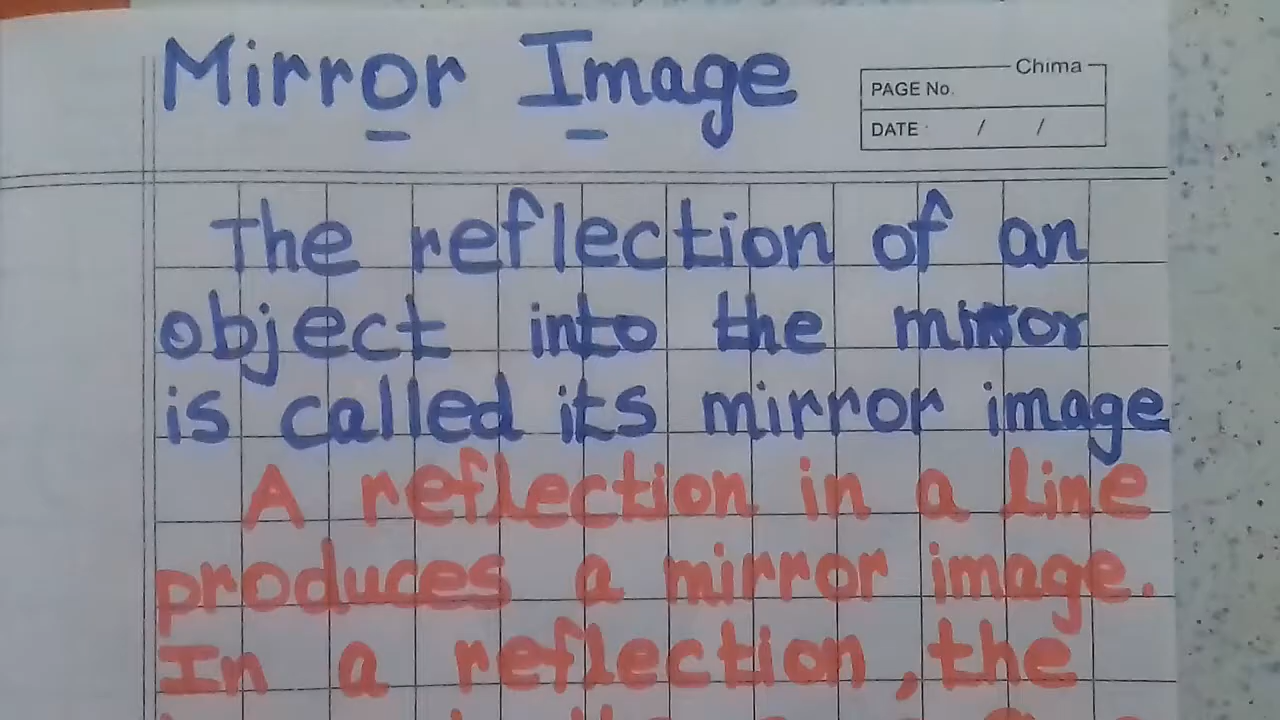 Mirror Image
Chima
PAGE No.
DATE : / /
The reflection of an
object into the mirror
is called its mirror image
A reflection in a line
produces a mirror image.
In a reflection, the